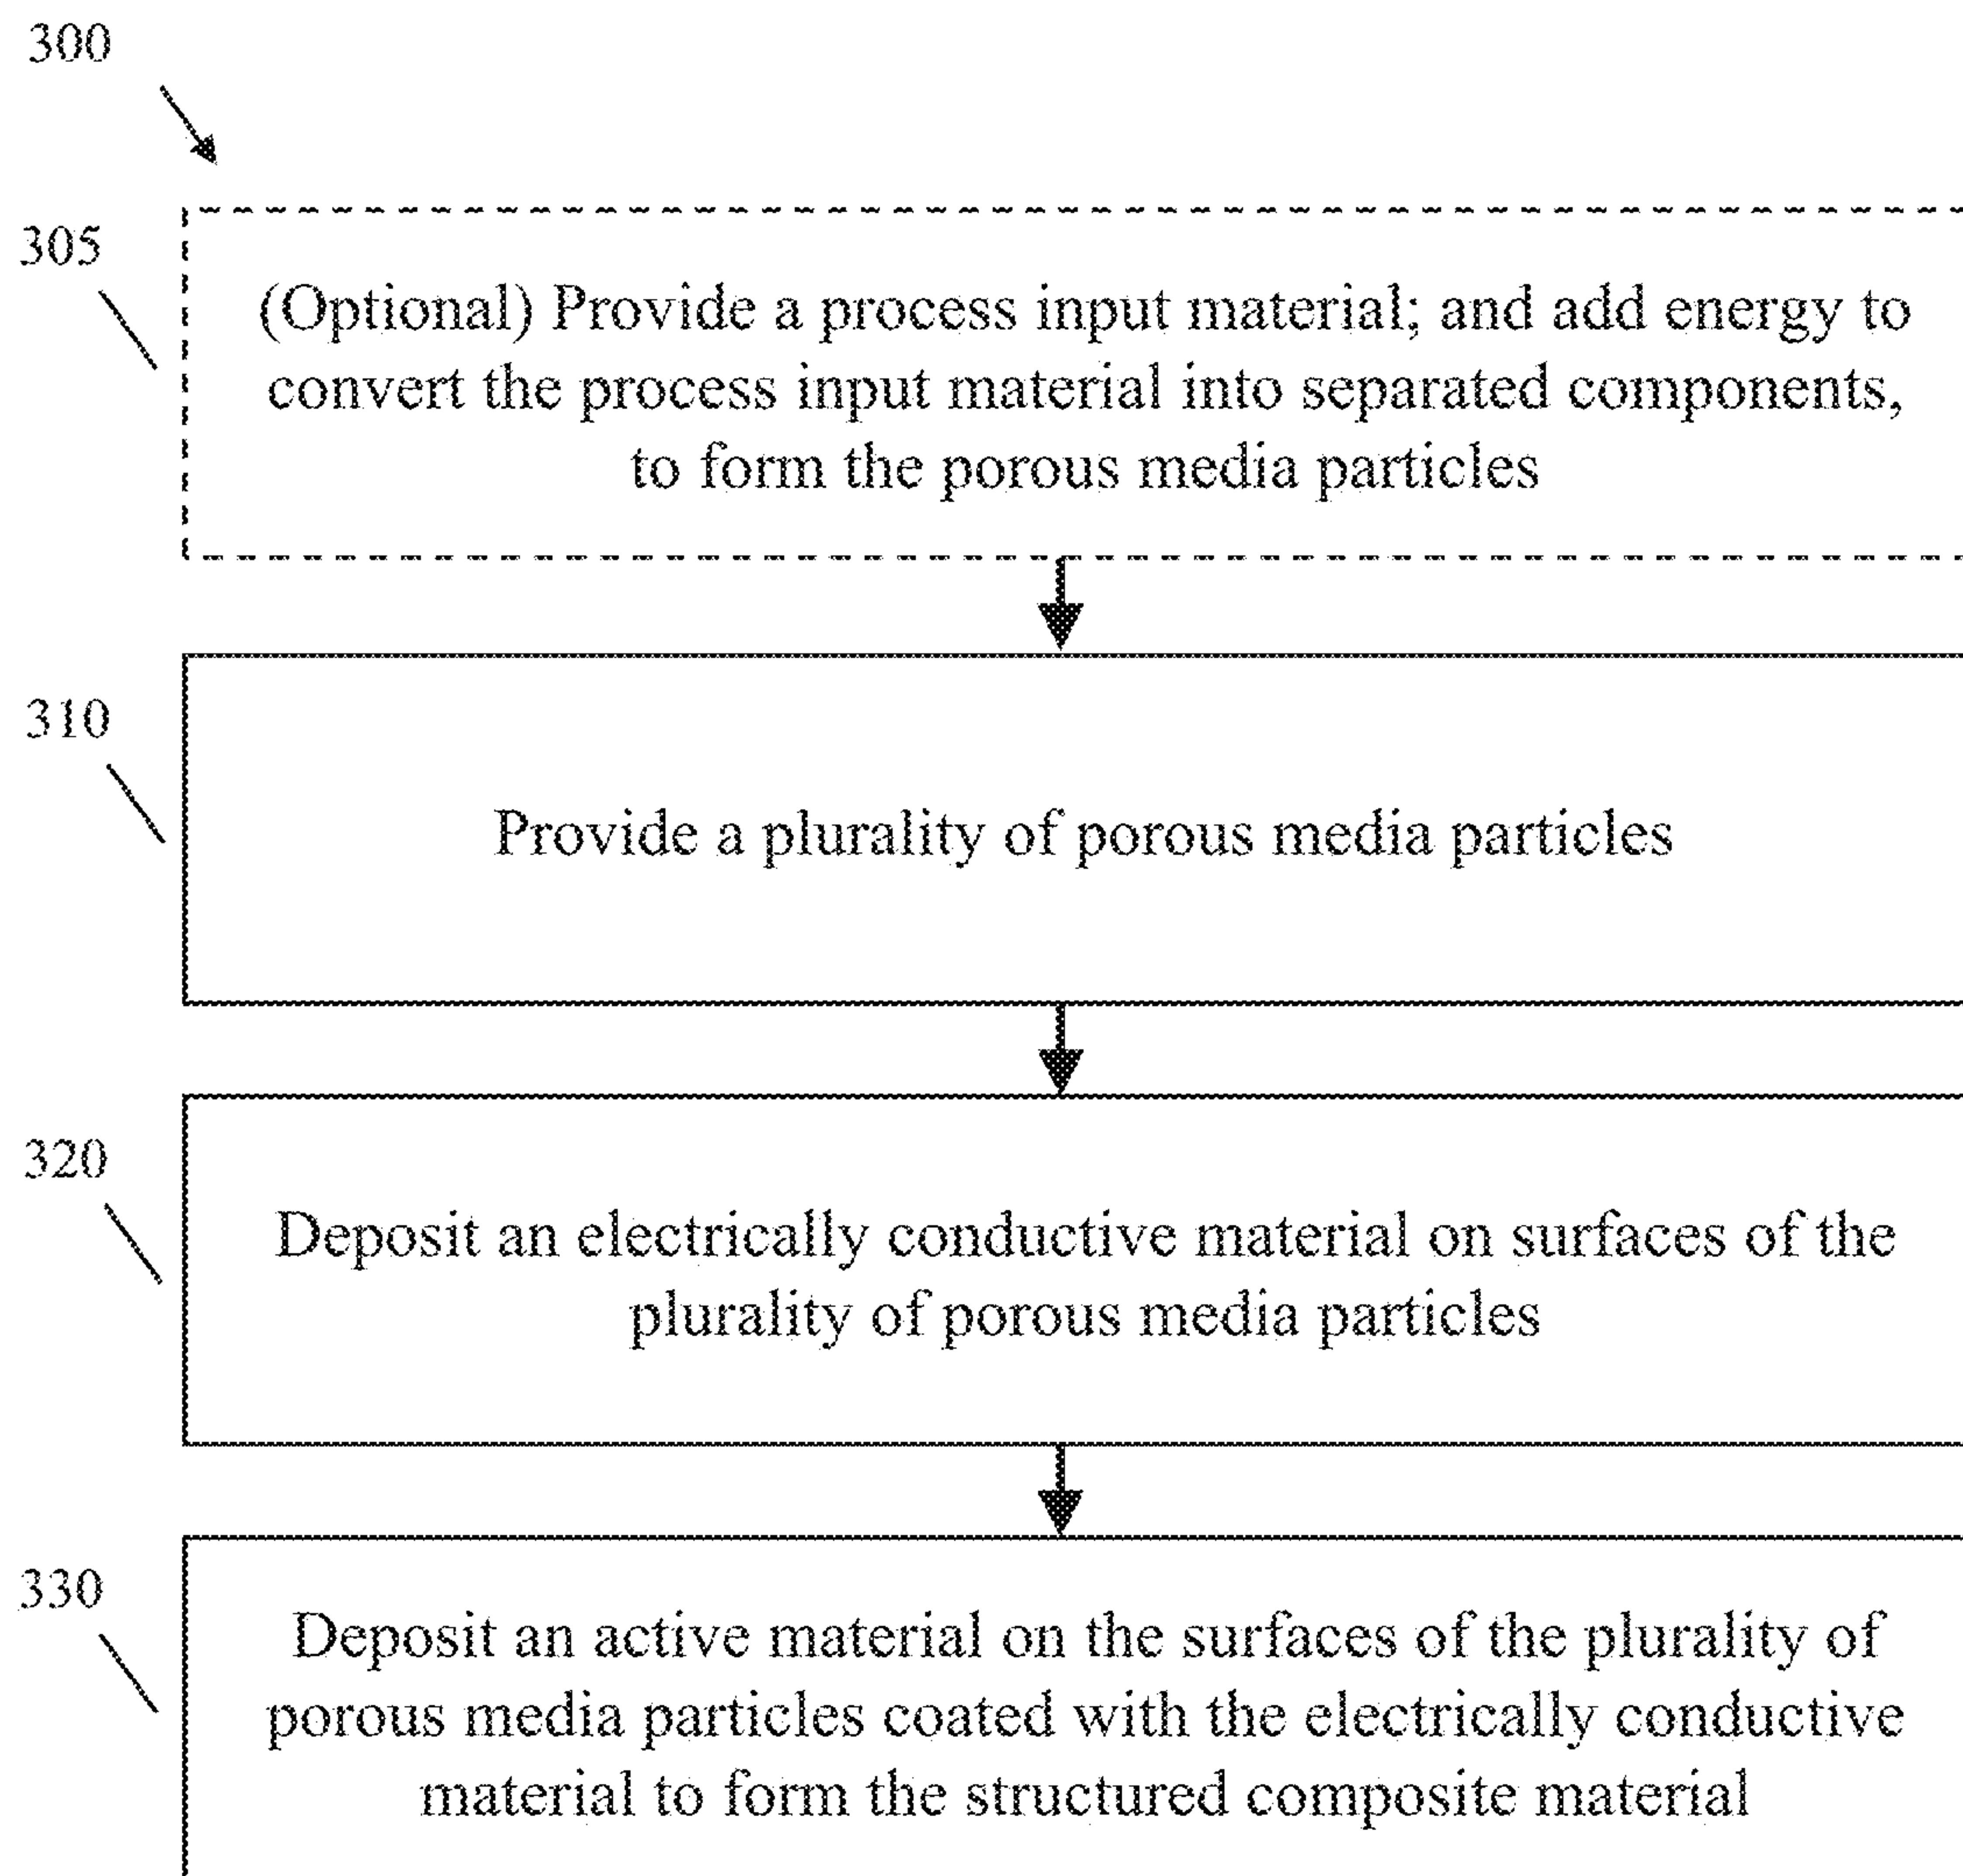 300
305
(Optional) Provide a process input material; and add energy to
convert the process input material into separated components,
to form the porous media particles
310
Provide a plurality of porous media particles
320
Deposit an electrically conductive material on surfaces of the
plurality of porous media particles
330
Deposit an active material on the surfaces of the plurality of
porous media particles coated with the electrically conductive
material to form the structured composite material